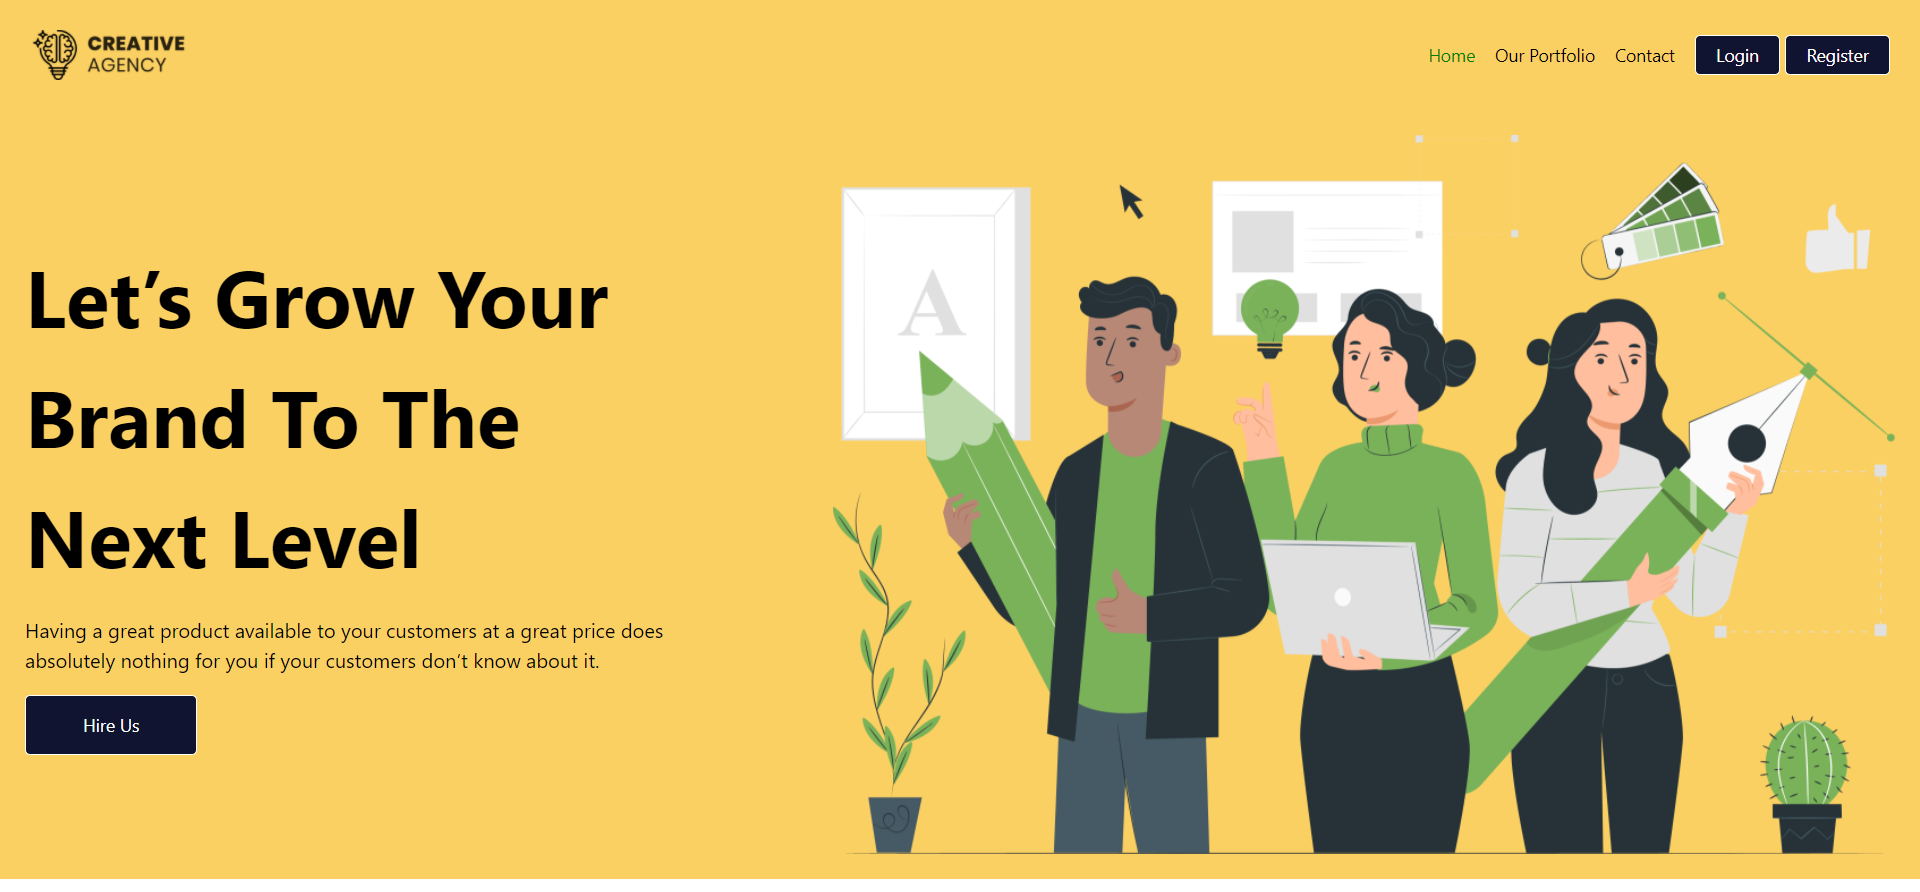 CREATIVE
AGENCY
Home Our Portfolio Contact Login Register
A
Let’s Grow Your
Brand To The
Next Level
Having a great product available to your customers at a great price does
absolutely nothing for you if your customers don’t know about it.
Hire Us